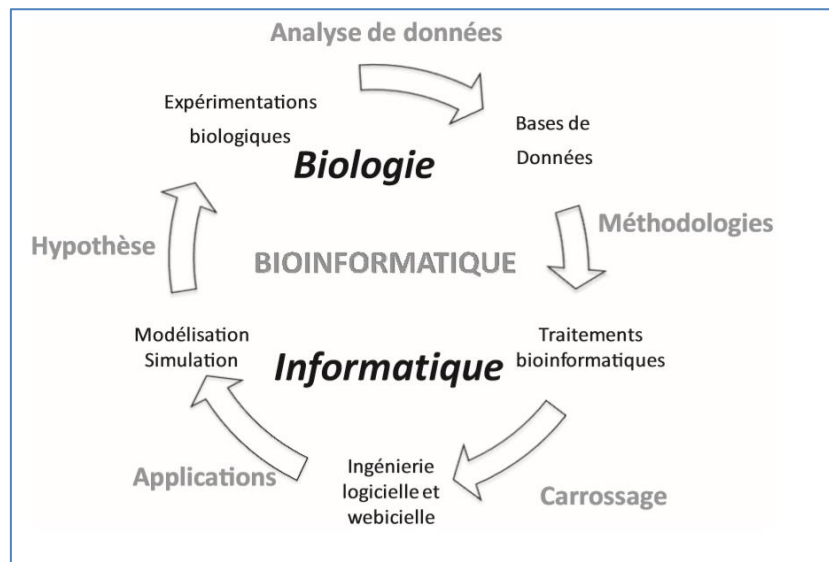 Analyse de données
Expérimentations
biologiques
Bases de
Données
Biologie
Hypothèse
Méthodologies
BIOINFORMATIQUE
Modélisation
Simulation
Informatique
Traitements
bioinformatiques
Applications
Ingénierie
logicielle et
webicielle
Carrossage